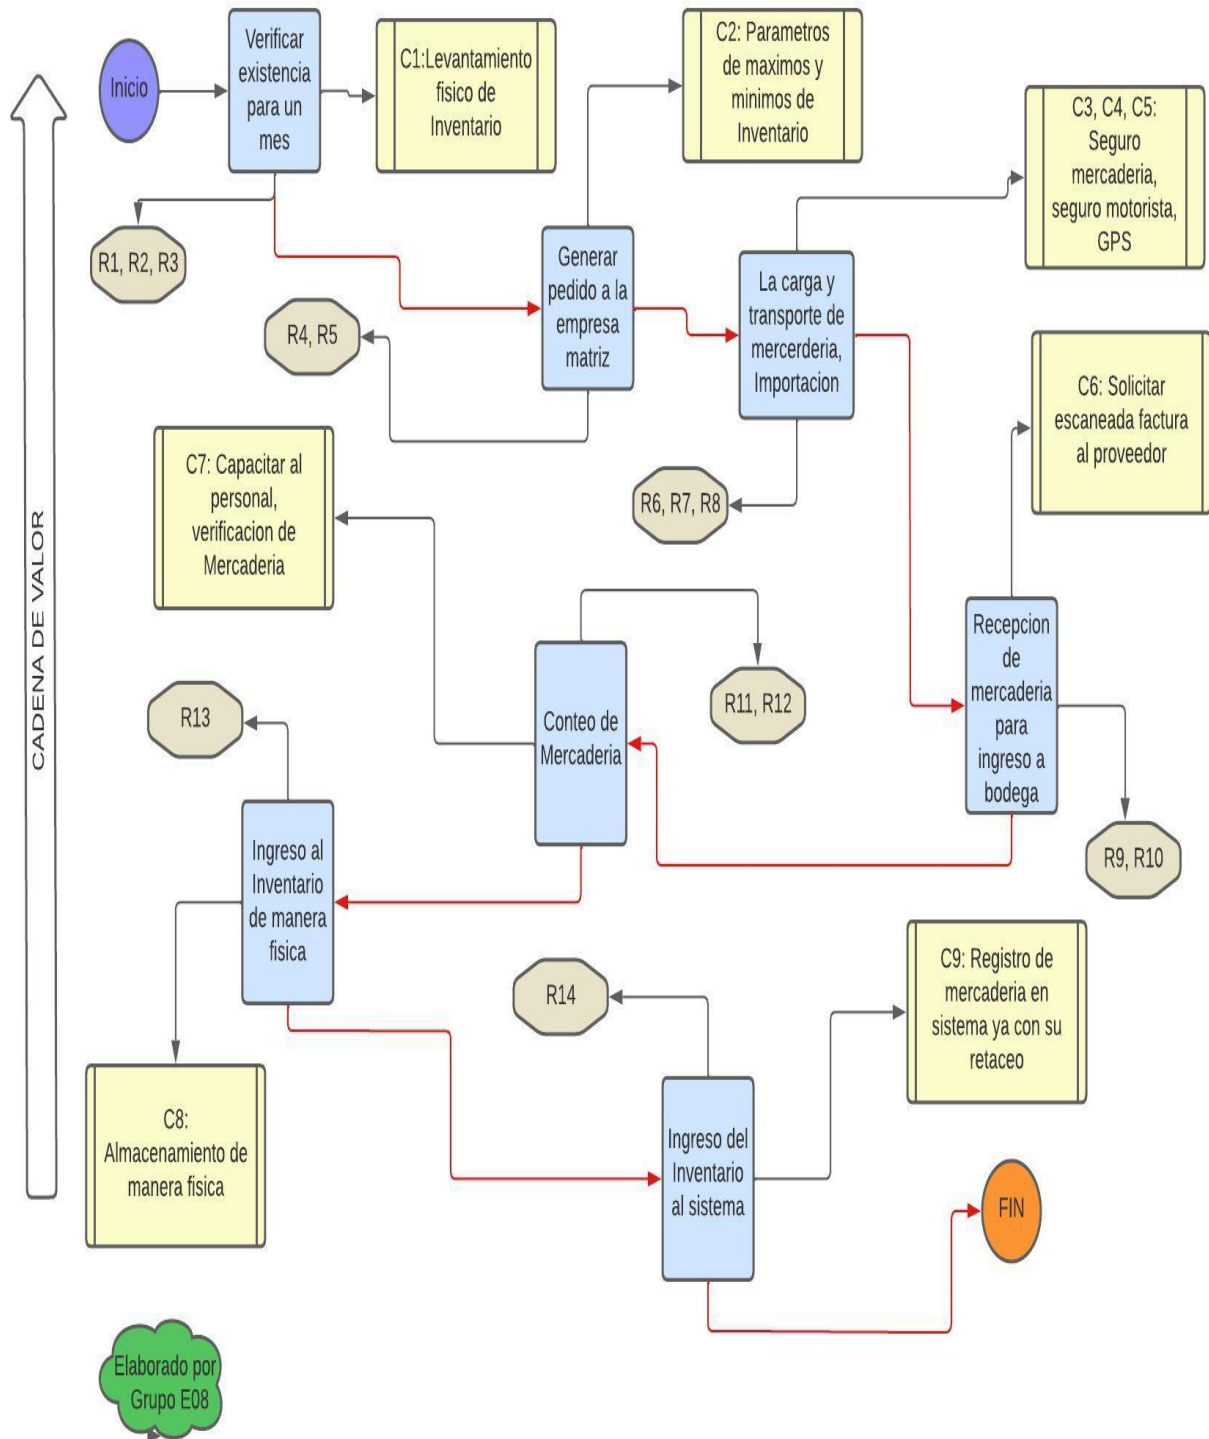 Inicio
Verificar
existencia
para un
mes
C1:Levantamiento
fisico de
Inventario
C2: Parametros
de maximos y
minimos de
Inventario
C3, C4, C5:
Seguro
mercaderia,
seguro motorista,
GPS
R1, R2, R3
Generar
pedido a la
empresa
matriz
La carga y
transporte de
mercerderia,
Importacion
R4, R5
C6: Solicitar
escaneada factura
al proveedor
C7: Capacitar al
personal,
verificacion de
Mercaderia
R6, R7, R8
CADENA DE VALOR
Recepcion
de
mercaderia
para
ingreso a
bodega
Conteo de
Mercaderia
R11, R12
R13
R9, R10
Ingreso al
Inventario
de manera
fisica
R14
C9: Registro de
mercaderia en
sistema ya con su
retaceo
C8:
Almacenamiento de
manera fisica
Ingreso del
Inventario
al sistema
FIN
Elaborado por
Grupo E08